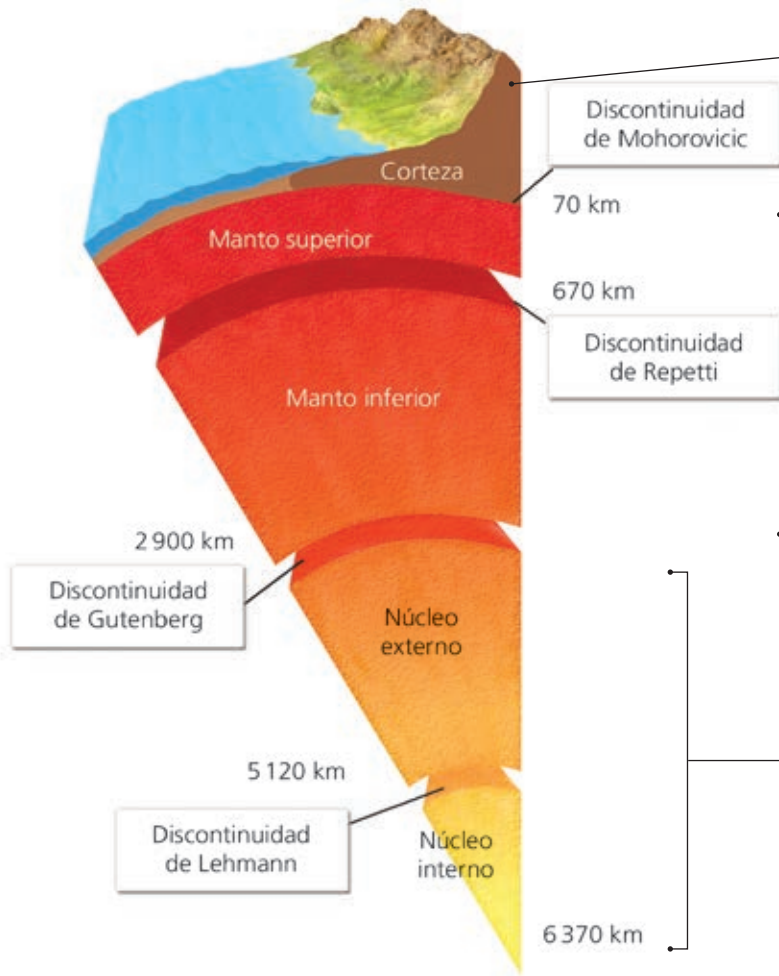 Discontinuidad
de Mohorovicic
Corteza
70 km
Manto superior
670 km
Discontinuidad
de Repetti
Manto inferior
2 900 km
Discontinuidad
de Gutenberg
Núcleo
externo
5 120 km
Discontinuidad
de Lehmann
Núcleo
interno
6 370 km